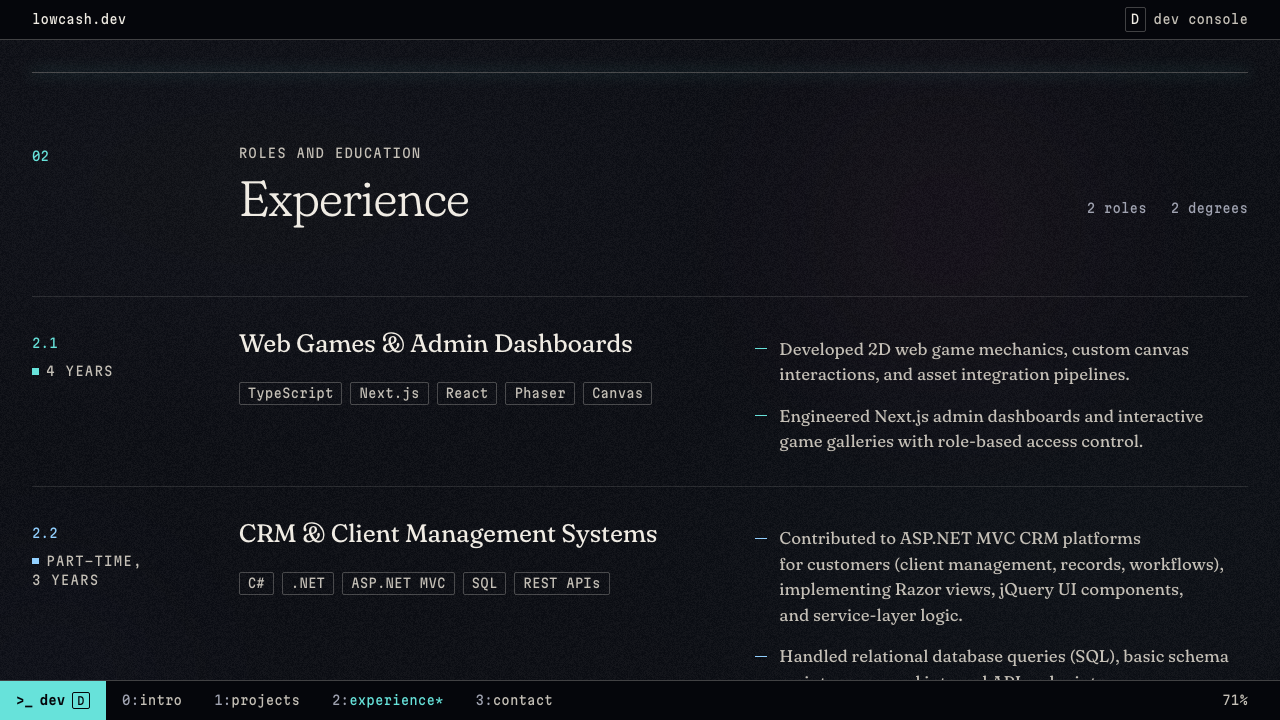 lowcash.dev
D dev console
02
ROLES AND EDUCATION
Experience
2 roles 2 degrees
2.1
4 YEARS
Web Games & Admin Dashboards
TypeScript Next.js React Phaser Canvas
— Developed 2D web game mechanics, custom canvas
interactions, and asset integration pipelines.
— Engineered Next.js admin dashboards and interactive
game galleries with role-based access control.
2.2
PART-TIME,
3 YEARS
CRM & Client Management Systems
C# .NET ASP.NET MVC SQL REST APIs
— Contributed to ASP.NET MVC CRM platforms
for customers (client management, records, workflows),
implementing Razor views, jQuery UI components,
and service-layer logic.
— Handled relational database queries (SQL), basic schema
>_ dev D 0:intro 1:projects 2:experience* 3:contact 71%